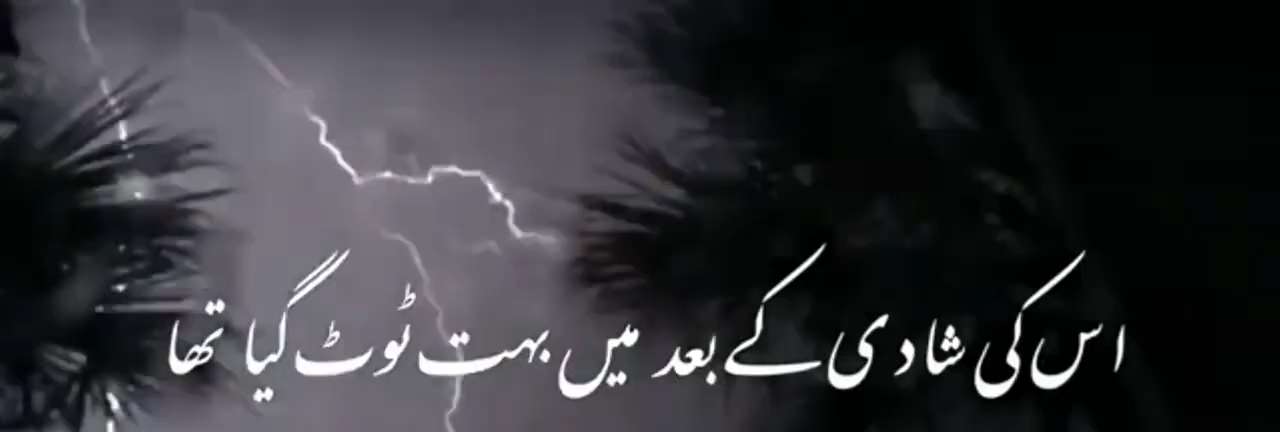 اس کی شادی کے بعد میں بہت ٹوٹ گیا تھا